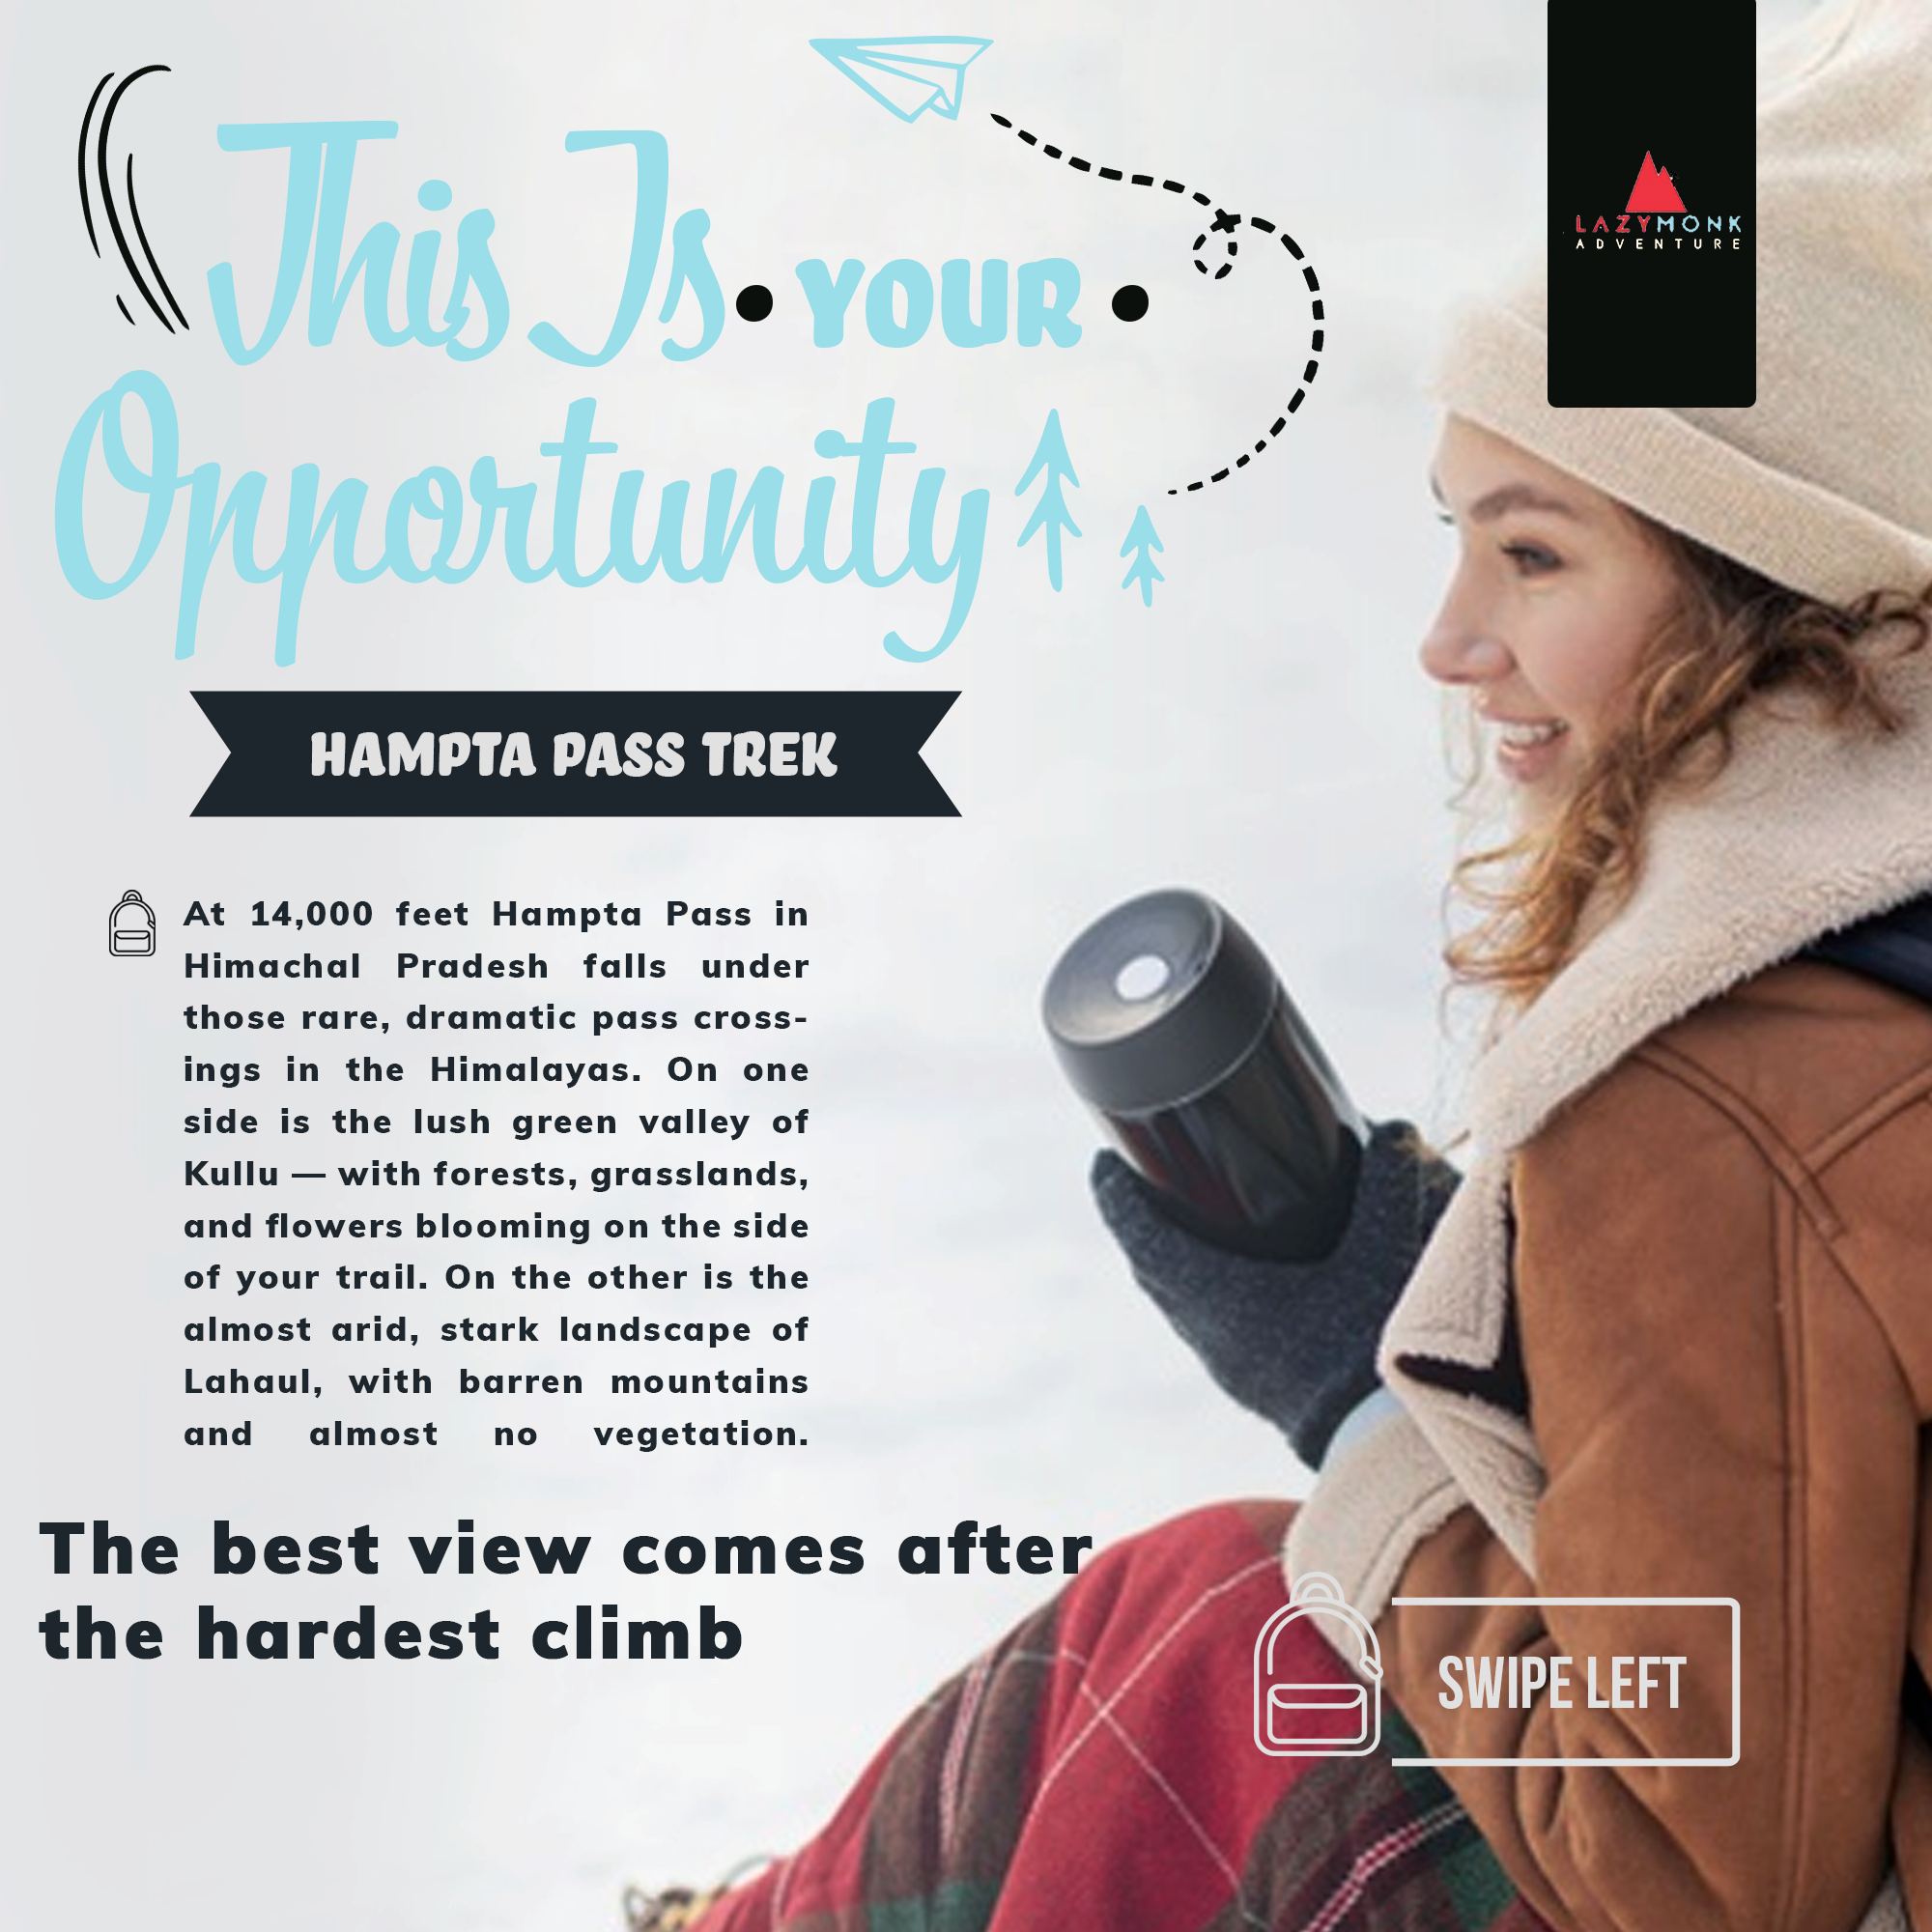 This Is • YOUR •
Opportunity
LAZYMONK
ADVENTURE
HAMPTA PASS TREK
At 14,000 feet Hampta Pass in
Himachal Pradesh falls under
those rare, dramatic pass cross-
ings in the Himalayas. On one
side is the lush green valley of
Kullu — with forests, grasslands,
and flowers blooming on the side
of your trail. On the other is the
almost arid, stark landscape of
Lahaul, with barren mountains
and almost no vegetation.
The best view comes after
the hardest climb
SWIPE LEFT